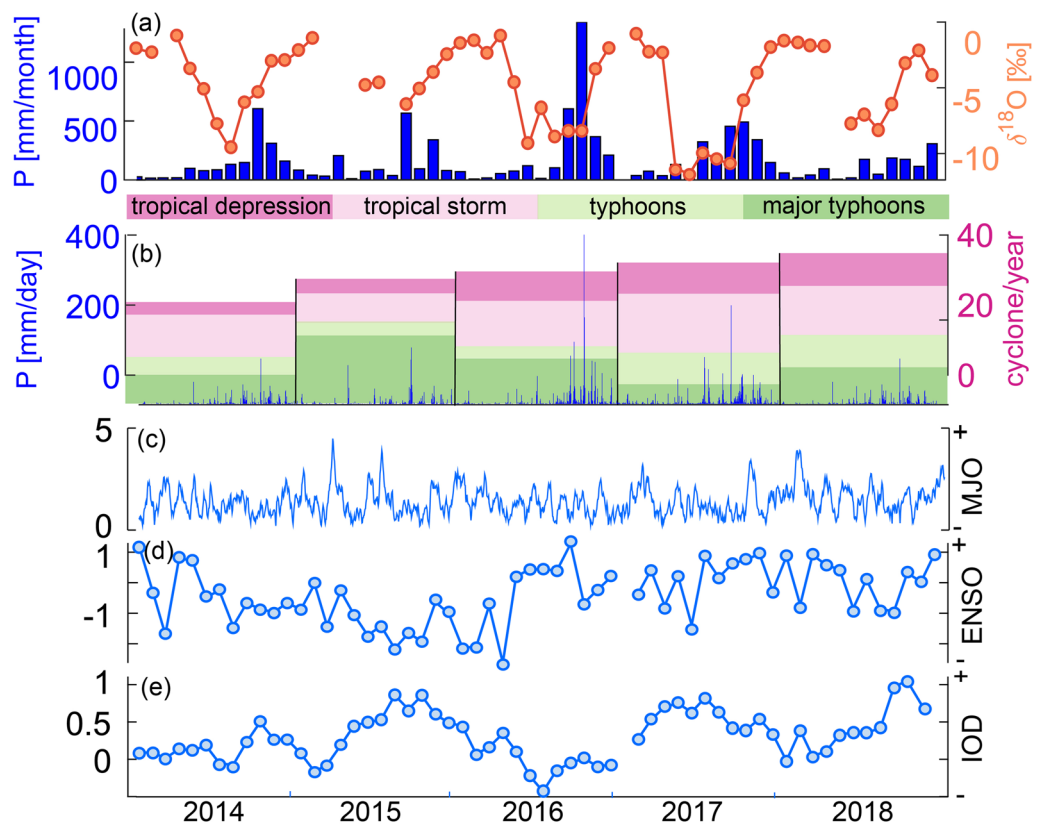 (a)
P [mm/month]
1000
500
0
0
-5
-10
δ18O [‰]
tropical depression tropical storm typhoons major typhoons
(b)
P [mm/day]
400
200
0
40
20
0
cyclone/year
(c)
5
0
+
-
MJO
(d)
1
-1
+
-
ENSO
(e)
1
0.5
0
+
-
IOD
2014 2015 2016 2017 2018